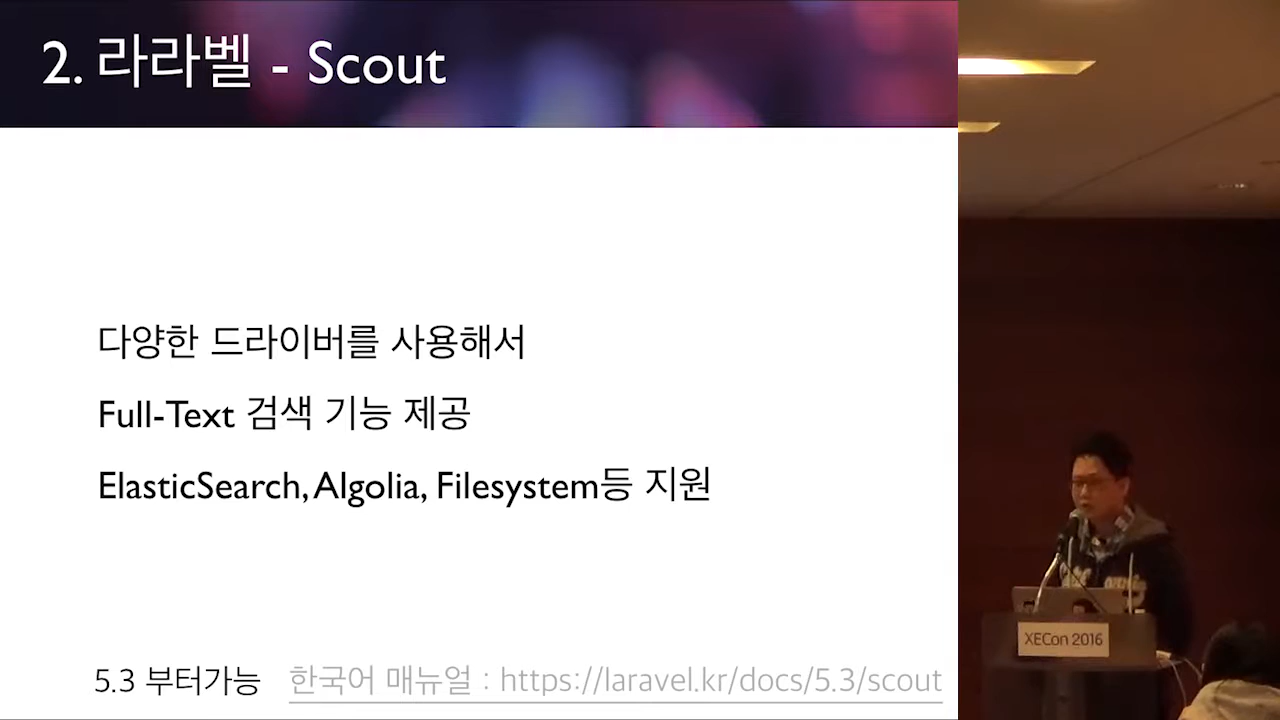 2. 라라벨 - Scout
다양한 드라이버를 사용해서
Full-Text 검색 기능 제공
ElasticSearch, Algolia, Filesystem등 지원
5.3 부터가능 한국어 매뉴얼 : https://laravel.kr/docs/5.3/scout
XECon 2016